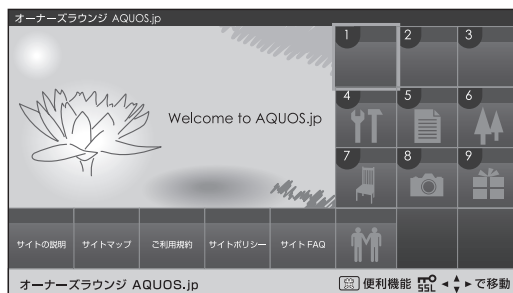 オーナーズラウンジ AQUOS.jp
1 2 3
Welcome to AQUOS.jp
4 5 6
7 8 9
サイトの説明 サイトマップ ご利用規約 サイトポリシー サイト FAQ
オーナーズラウンジ AQUOS.jp 便利機能 SSL で移動